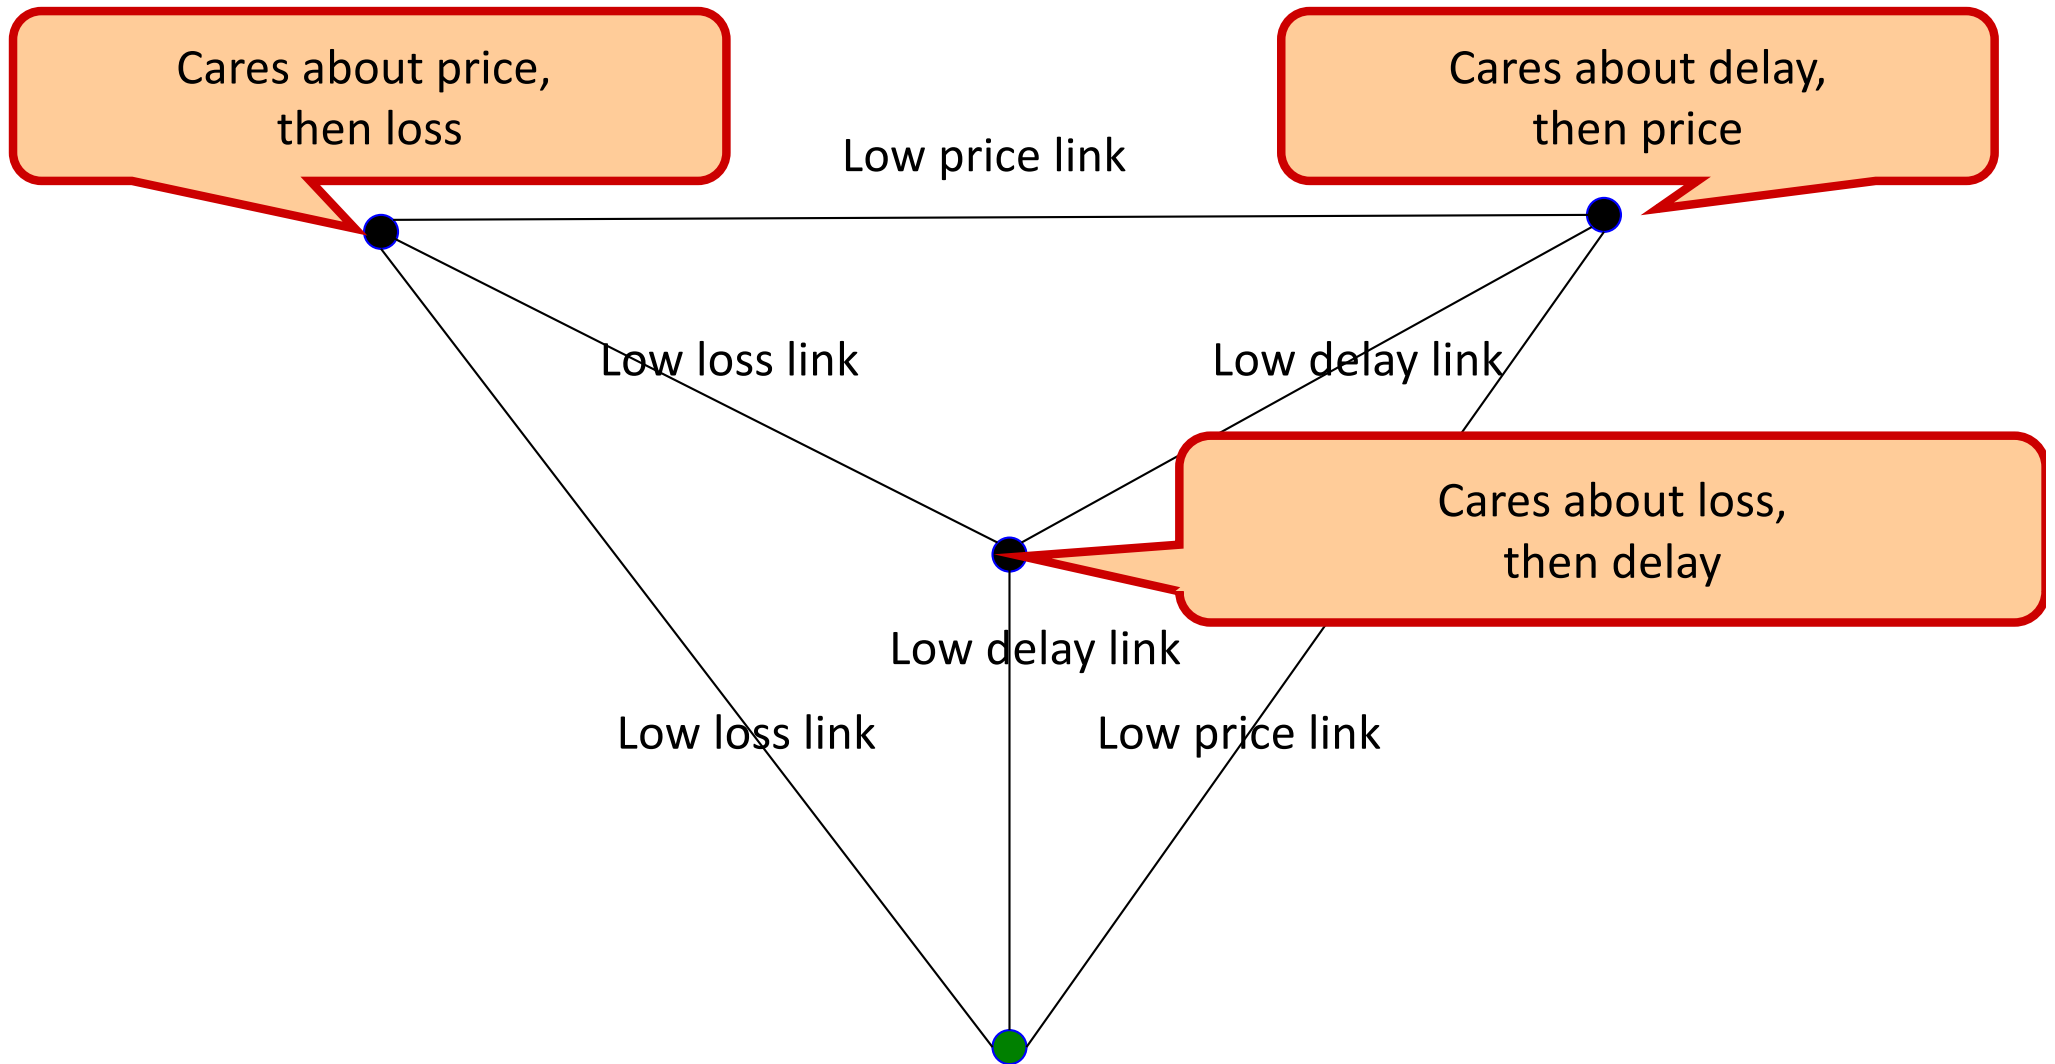 Cares about price,
then loss
Cares about delay,
then price
Low price link
Low loss link
Low delay link
Cares about loss,
then delay
Low delay link
Low loss link
Low price link